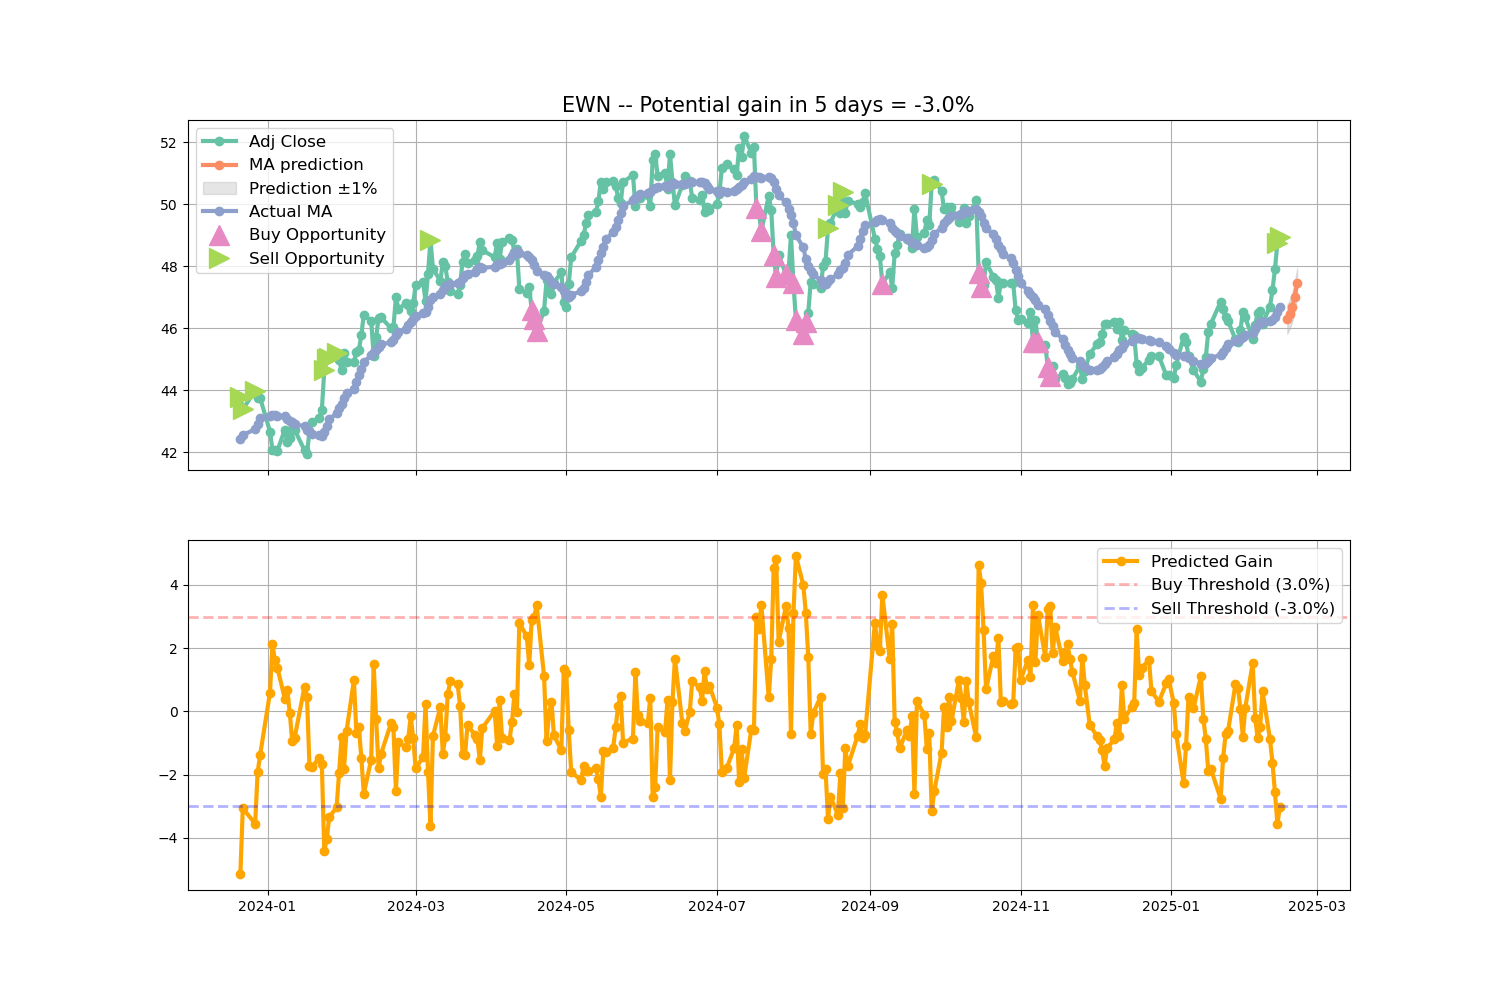 EWN -- Potential gain in 5 days = -3.0%
52
50
48
46
44
42
Adj Close
MA prediction
Prediction ±1%
Actual MA
Buy Opportunity
Sell Opportunity
4
2
0
−2
−4
Predicted Gain
Buy Threshold (3.0%)
Sell Threshold (-3.0%)
2024-01 2024-03 2024-05 2024-07 2024-09 2024-11 2025-01 2025-03